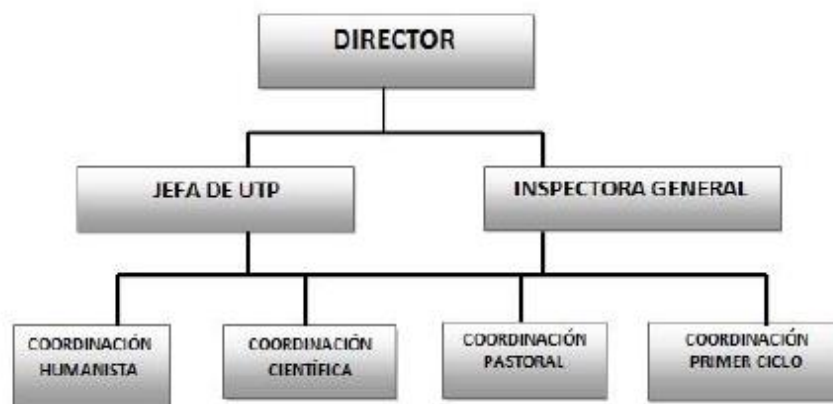 DIRECTOR
JEFA DE UTP
INSPECTORA GENERAL
COORDINACIÓN
HUMANISTA
COORDINACIÓN
CIENTÍFICA
COORDINACIÓN
PASTORAL
COORDINACIÓN
PRIMER CICLO